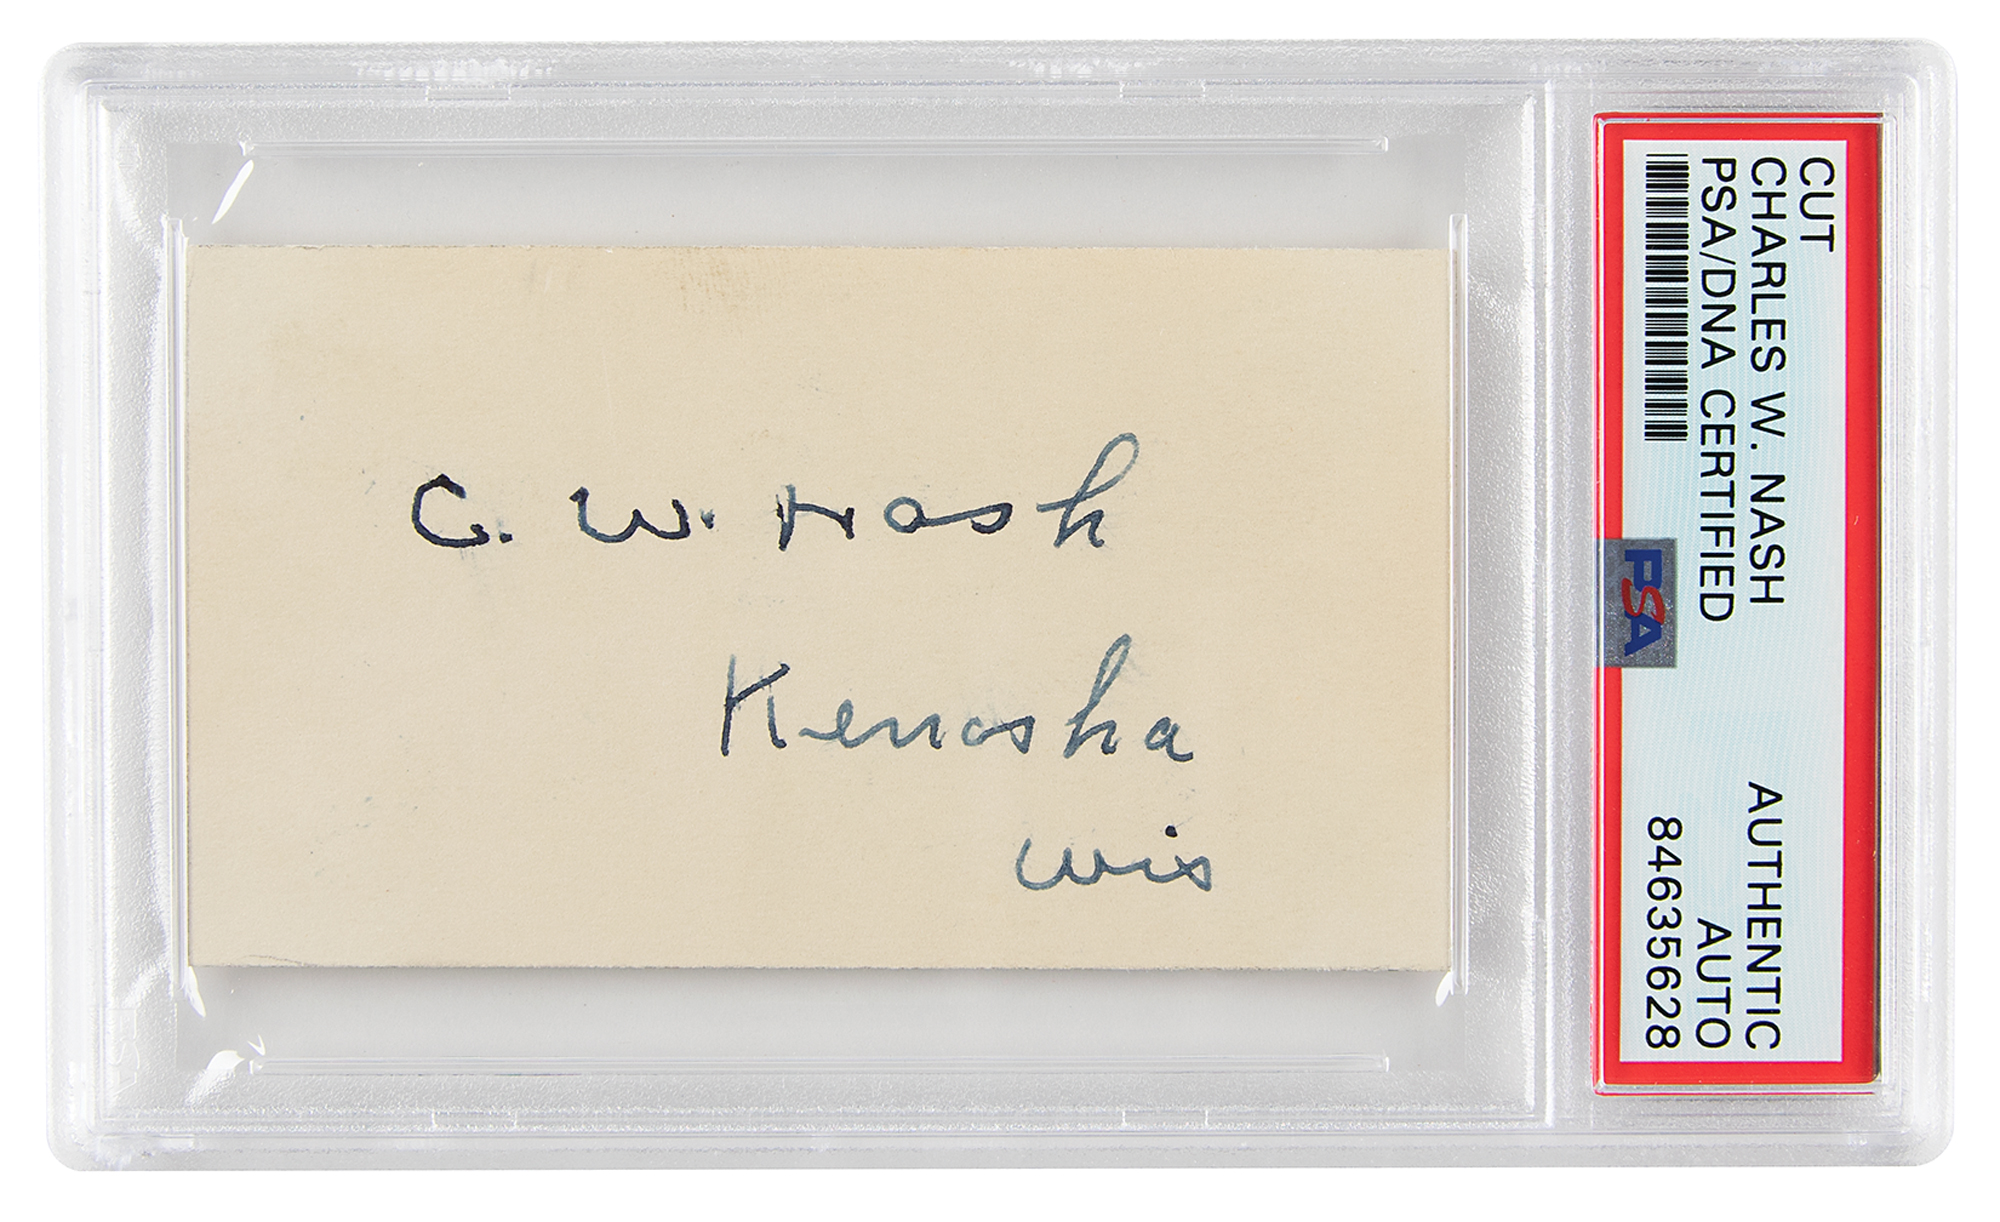 C. W. Nash
Kenosha
Wis
CUT
CHARLES W. NASH
PSA/DNA CERTIFIED
AUTHENTIC
AUTO
84635628
PSA